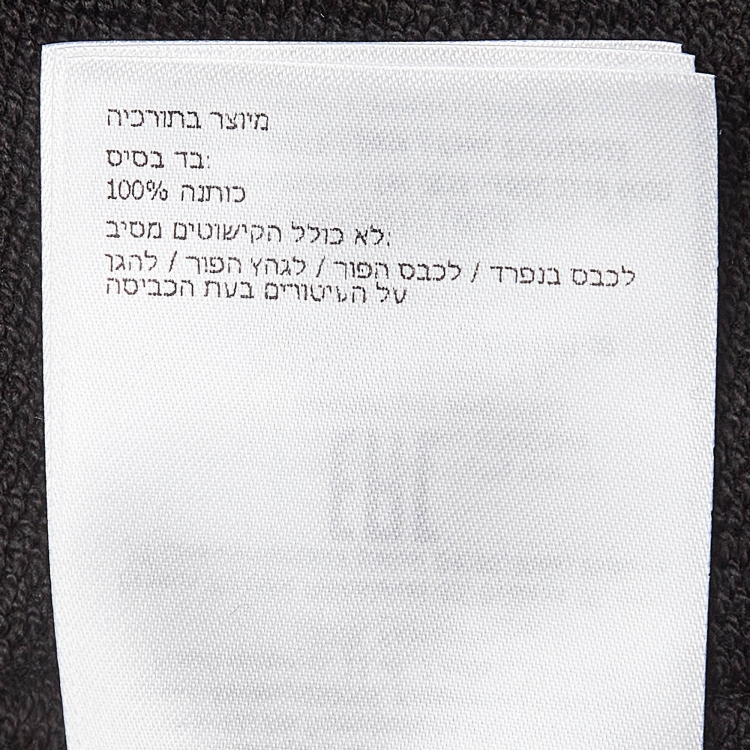 מיוצר בתורכיה
בד בסיס:
100% כותנה
לא כולל הקישוטים מסיב:
לכבס בנפרד / לכבס הפוך / לגהץ הפוך / להגן
על העיטורים בעת הכביסה